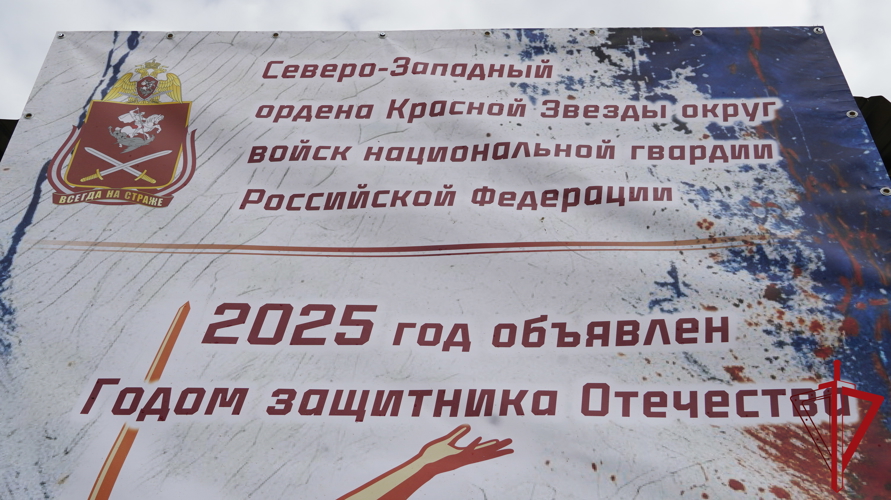 Северо-Западный
ордена Красной Звезды округ
войск национальной гвардии
Российской Федерации
ВСЕГДА НА СТРАЖЕ
2025 год объявлен
Годом защитника Отечества